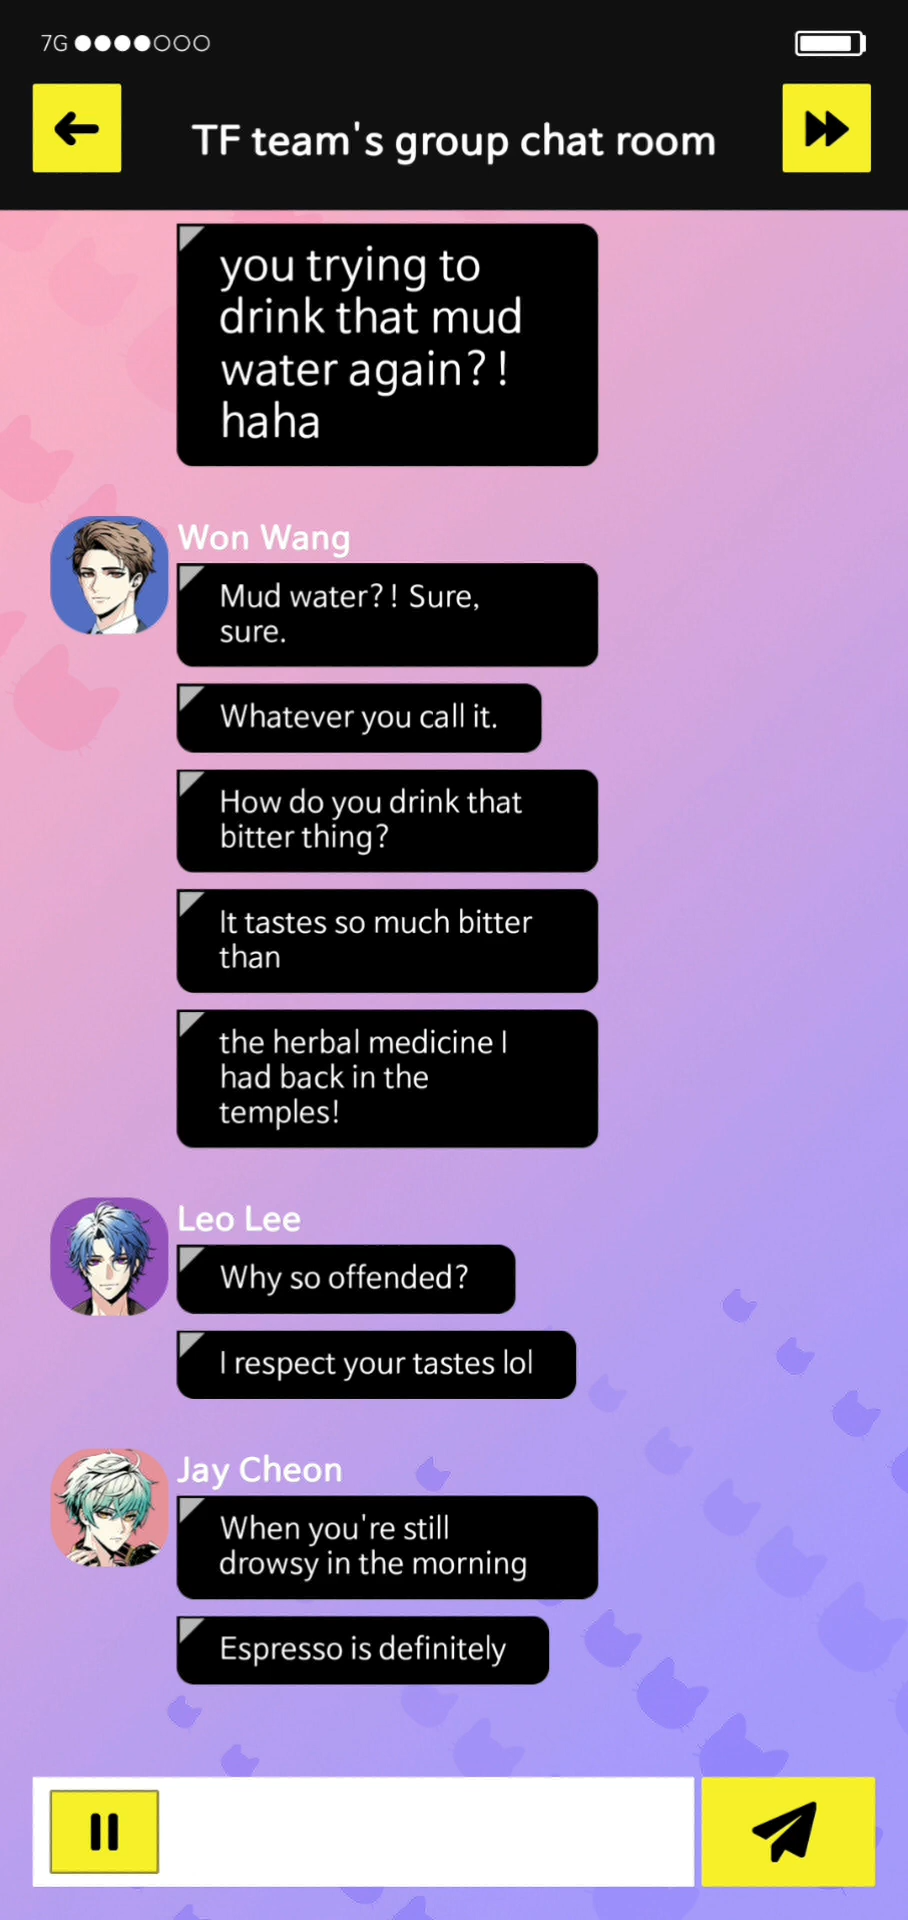 7G
TF team's group chat room
you trying to
drink that mud
water again?!
haha
Won Wang
Mud water?! Sure,
sure.
Whatever you call it.
How do you drink that
bitter thing?
It tastes so much bitter
than
the herbal medicine I
had back in the
temples!
Leo Lee
Why so offended?
I respect your tastes lol
Jay Cheon
When you're still
drowsy in the morning
Espresso is definitely